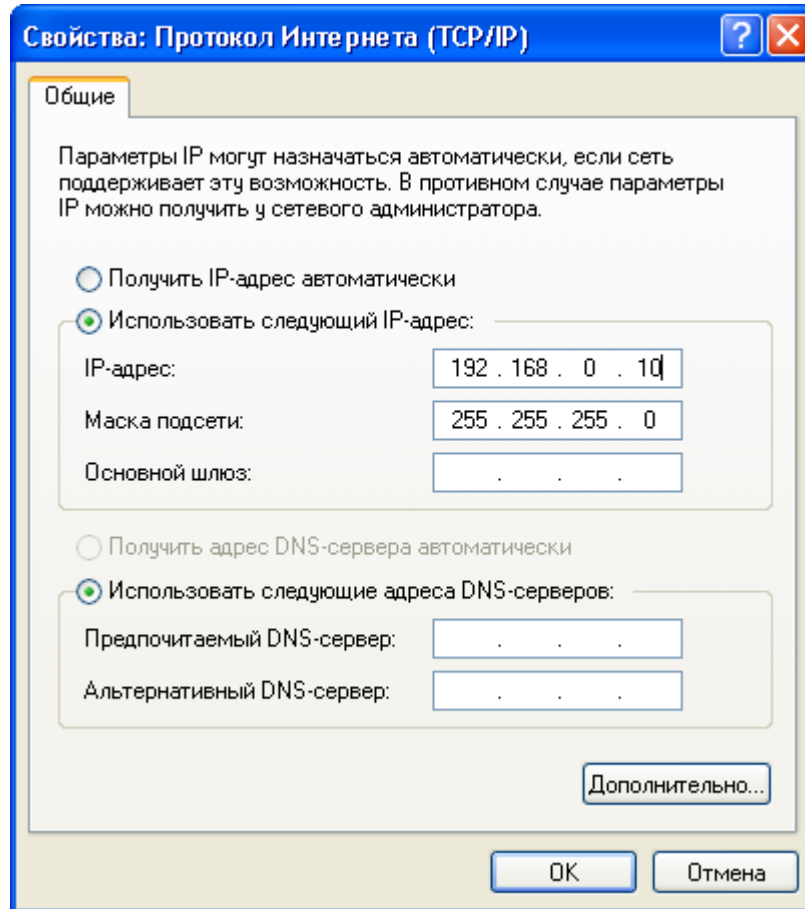 Свойства: Протокол Интернета (TCP/IP)
?
Общие
Параметры IP могут назначаться автоматически, если сеть
поддерживает эту возможность. В противном случае параметры
IP можно получить у сетевого администратора.
Получить IP-адрес автоматически
Использовать следующий IP-адрес:
IP-адрес: 192 . 168 . 0 . 10
Маска подсети: 255 . 255 . 255 . 0
Основной шлюз: . . .
Получить адрес DNS-сервера автоматически
Использовать следующие адреса DNS-серверов:
Предпочитаемый DNS-сервер: . . .
Альтернативный DNS-сервер: . . .
Дополнительно...
OK Отмена